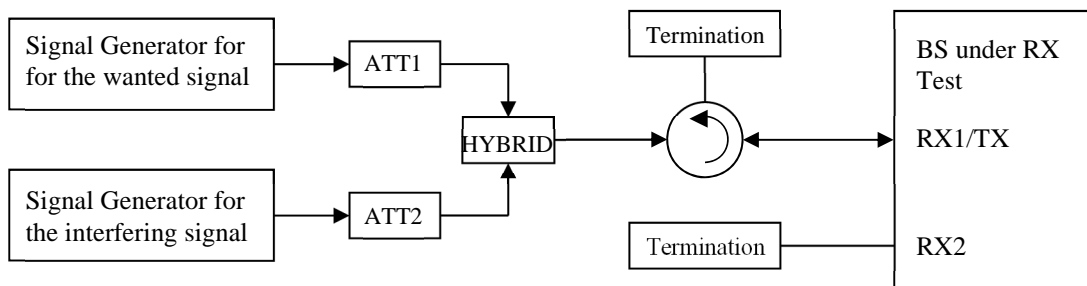 Signal Generator for
for the wanted signal
ATT1
HYBRID
Signal Generator for
the interfering signal
ATT2
Termination
Termination
BS under RX
Test
RX1/TX
RX2